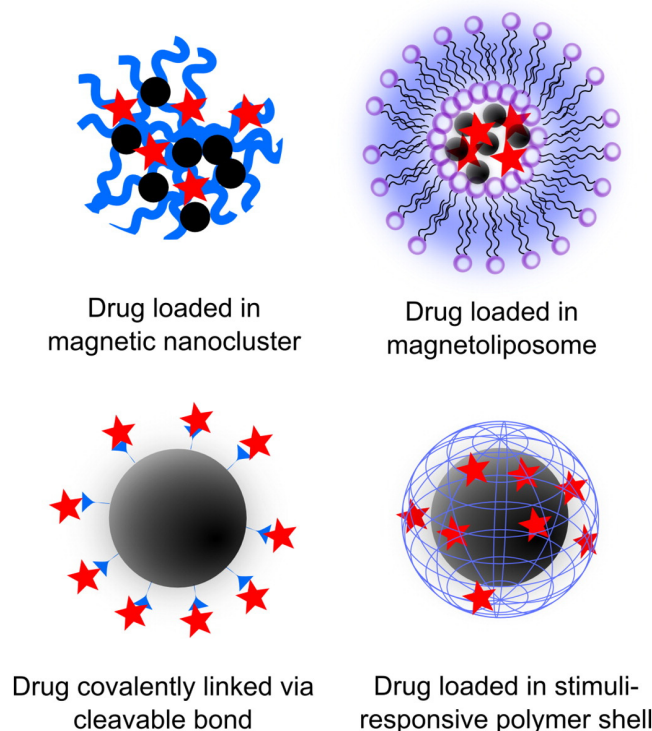 Drug loaded in
magnetic nanocluster
Drug loaded in
magnetoliposome
Drug covalently linked via
cleavable bond
Drug loaded in stimuli-
responsive polymer shell